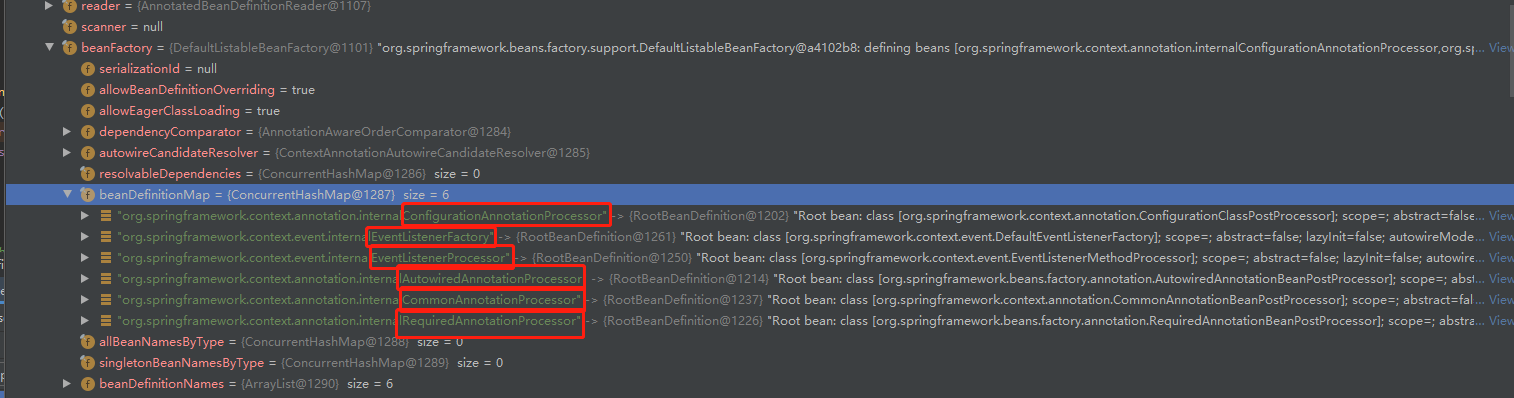 reader = {AnnotatedBeanDefinitionReader@1107}
scanner = null
beanFactory = {DefaultListableBeanFactory@1101} "org.springframework.beans.factory.support.DefaultListableBeanFactory@a4102b8: defining beans [org.springframework.context.annotation.internalConfigurationAnnotationProcessor,org.sp... View
serializationId = null
allowBeanDefinitionOverriding = true
allowEagerClassLoading = true
dependencyComparator = {AnnotationAwareOrderComparator@1284}
autowireCandidateResolver = {ContextAnnotationAutowireCandidateResolver@1285}
resolvableDependencies = {ConcurrentHashMap@1286} size = 0
beanDefinitionMap = {ConcurrentHashMap@1287} size = 6
"org.springframework.context.annotation.internalConfigurationAnnotationProcessor" -> {RootBeanDefinition@1202} "Root bean: class [org.springframework.context.annotation.ConfigurationClassPostProcessor]; scope=; abstract=false... View
"org.springframework.context.event.internalEventListenerFactory" -> {RootBeanDefinition@1261} "Root bean: class [org.springframework.context.event.DefaultEventListenerFactory]; scope=; abstract=false; lazyInit=false; autowireMode... View
"org.springframework.context.event.internalEventListenerProcessor" -> {RootBeanDefinition@1250} "Root bean: class [org.springframework.context.event.EventListenerMethodProcessor]; scope=; abstract=false; lazyInit=false; autowire... View
"org.springframework.context.annotation.internalAutowiredAnnotationProcessor" -> {RootBeanDefinition@1214} "Root bean: class [org.springframework.beans.factory.annotation.AutowiredAnnotationBeanPostProcessor]; scope=; abst... View
"org.springframework.context.annotation.internalCommonAnnotationProcessor" -> {RootBeanDefinition@1237} "Root bean: class [org.springframework.context.annotation.CommonAnnotationBeanPostProcessor]; scope=; abstract=fal... View
"org.springframework.context.annotation.internalRequiredAnnotationProcessor" -> {RootBeanDefinition@1226} "Root bean: class [org.springframework.beans.factory.annotation.RequiredAnnotationBeanPostProcessor]; scope=; abstra... View
allBeanNamesByType = {ConcurrentHashMap@1288} size = 0
singletonBeanNamesByType = {ConcurrentHashMap@1289} size = 0
beanDefinitionNames = {ArrayList@1290} size = 6